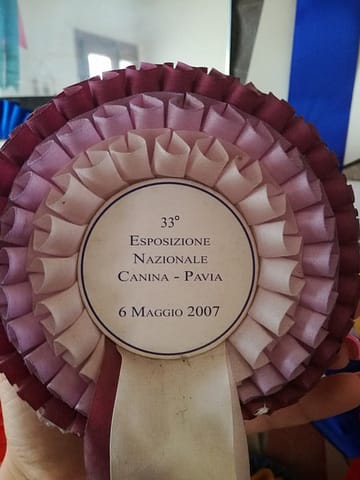 33°
ESPOSIZIONE
NAZIONALE
CANINA - PAVIA
6 MAGGIO 2007